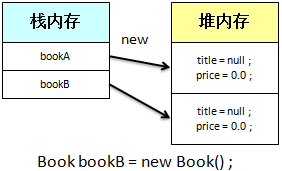 栈内存
堆内存
new
bookA
bookB
title = null ;
price = 0.0 ;
title = null ;
price = 0.0 ;
Book bookB = new Book() ;